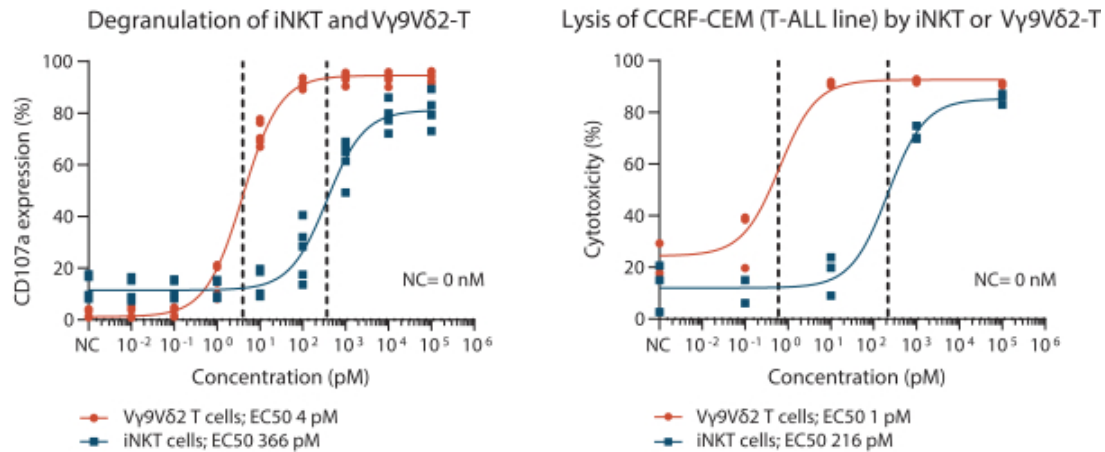 Degranulation of iNKT and Vγ9Vδ2-T
CD107a expression (%)
100
80
60
40
20
0
NC= 0 nM
NC 10⁻² 10⁻¹ 10⁰ 10¹ 10² 10³ 10⁴ 10⁵ 10⁶
Concentration (pM)
Vγ9Vδ2 T cells; EC50 4 pM
iNKT cells; EC50 366 pM
Lysis of CCRF-CEM (T-ALL line) by iNKT or Vγ9Vδ2-T
Cytotoxicity (%)
100
80
60
40
20
0
NC= 0 nM
NC 10⁻² 10⁻¹ 10⁰ 10¹ 10² 10³ 10⁴ 10⁵ 10⁶
Concentration (pM)
Vγ9Vδ2 T cells; EC50 1 pM
iNKT cells; EC50 216 pM